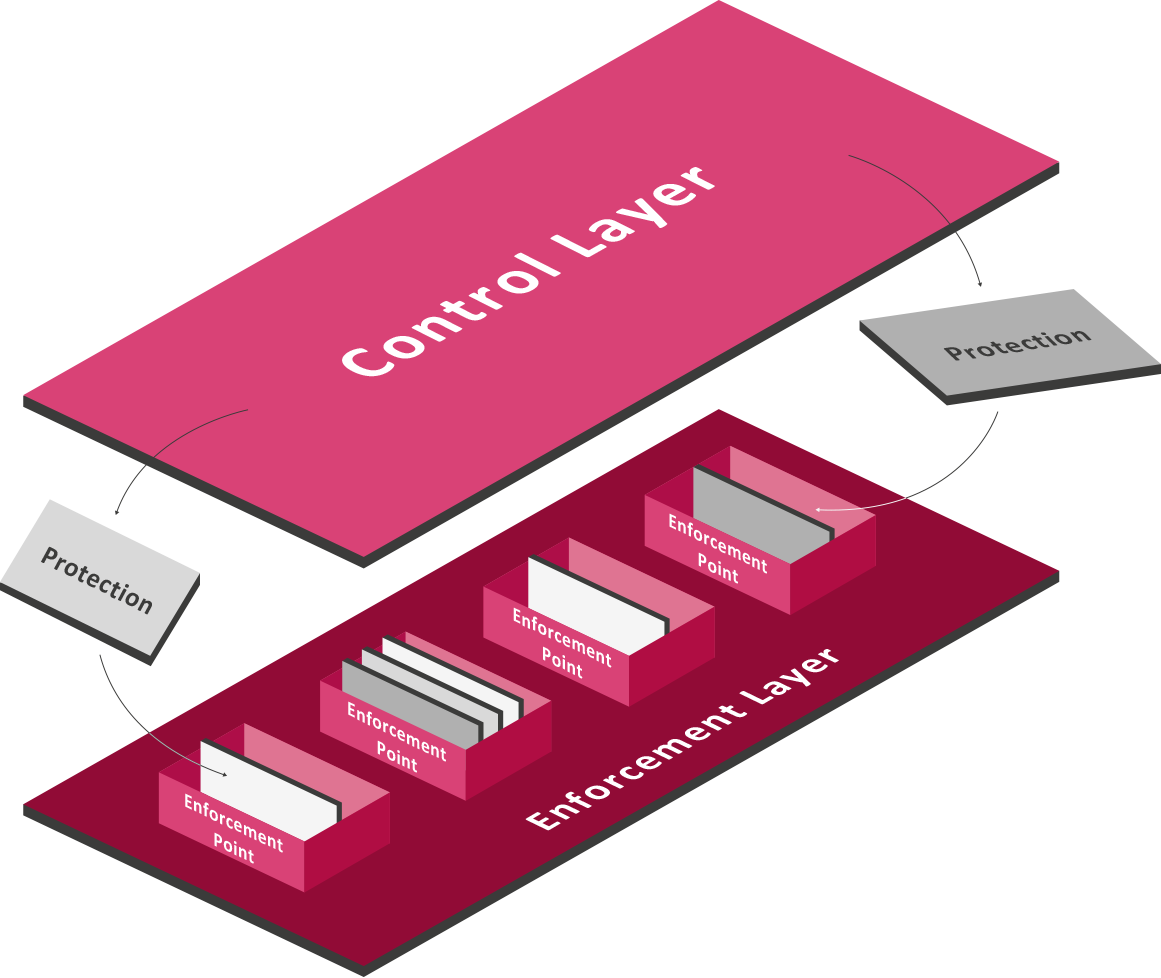 Control Layer
Protection
Protection
Enforcement
Point
Enforcement
Point
Enforcement
Point
Enforcement
Point
Enforcement Layer